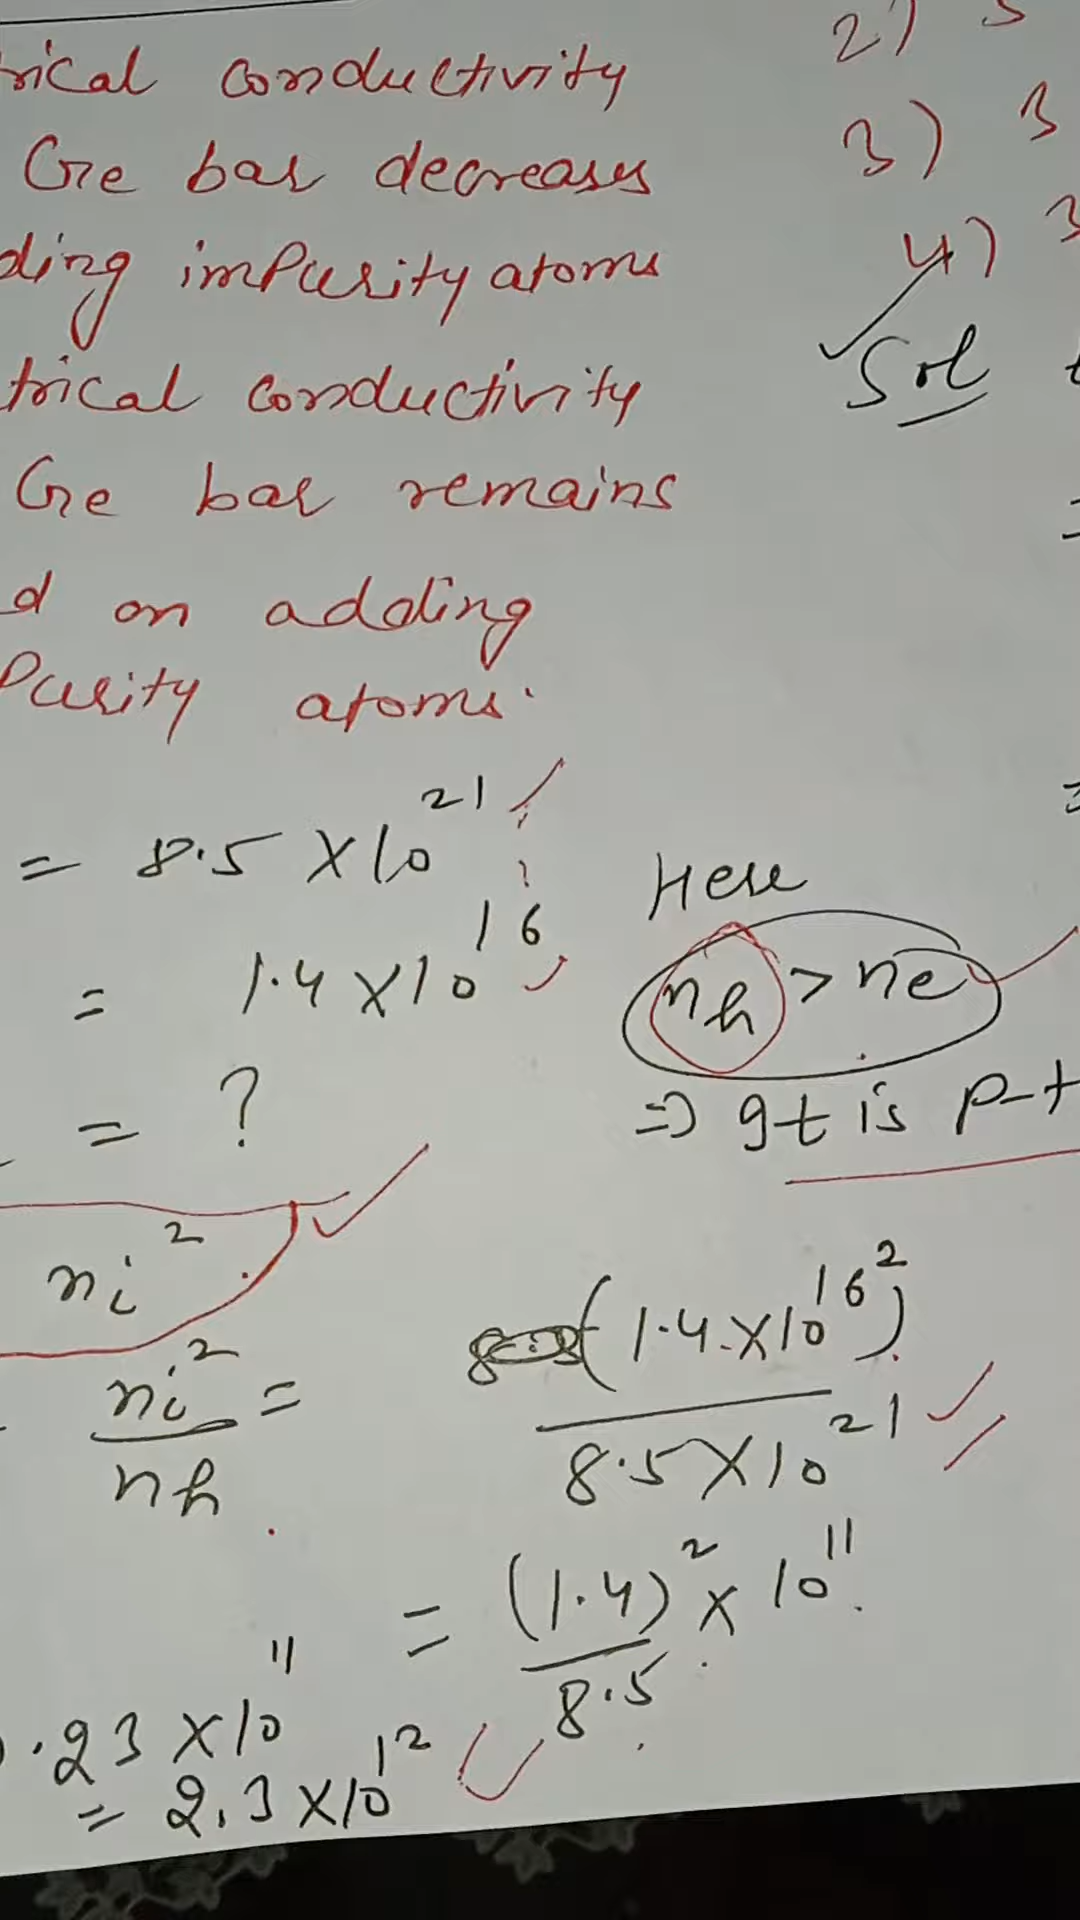 rical conductivity
Ge bar decreases
ding impurity atoms
trical conductivity
Ge bar remains
d on adding
Purity atoms.
= 8.5 X 10^21
= 1.4 X 10^16
= ?
ni^2
ni^2/nh =
(1.4 X 10^16)^2
8.5 X 10^21
= (1.4)^2 X 10^11
8.5
.23 X 10^11
= 2.3 X 10^12
Here
nh > ne
=> It is P-t
2)
3) 3
4) 3
Sol